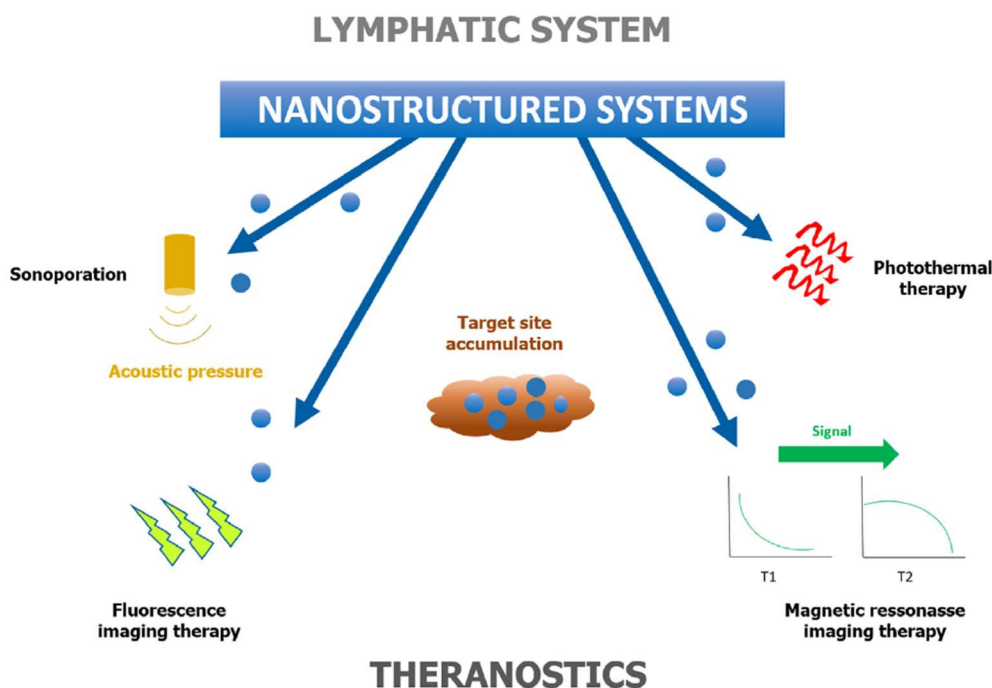 LYMPHATIC SYSTEM
NANOSTRUCTURED SYSTEMS
Sonoporation
Acoustic pressure
Photothermal
therapy
Target site
accumulation
Signal
T1
T2
Fluorescence
imaging therapy
Magnetic ressonasse
imaging therapy
THERANOSTICS